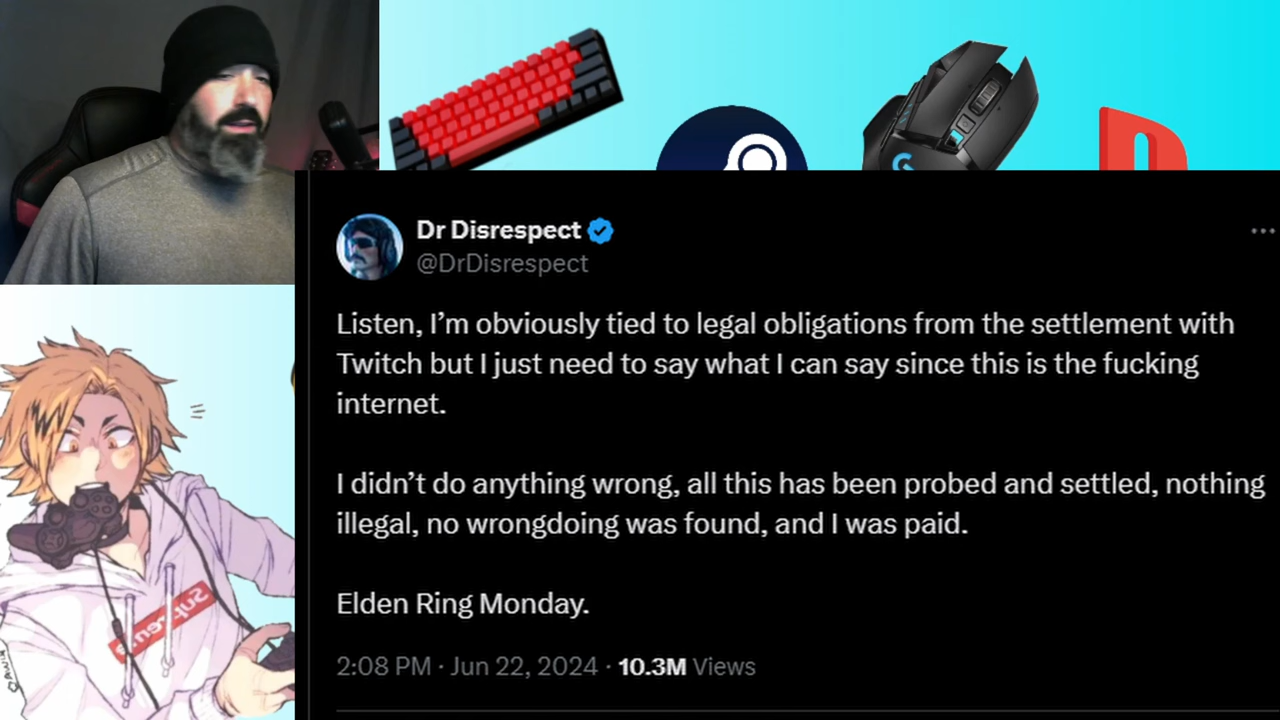 Dr Disrespect
@DrDisrespect
Listen, I’m obviously tied to legal obligations from the settlement with
Twitch but I just need to say what I can say since this is the fucking
internet.
I didn’t do anything wrong, all this has been probed and settled, nothing
illegal, no wrongdoing was found, and I was paid.
Elden Ring Monday.
2:08 PM · Jun 22, 2024 · 10.3M Views